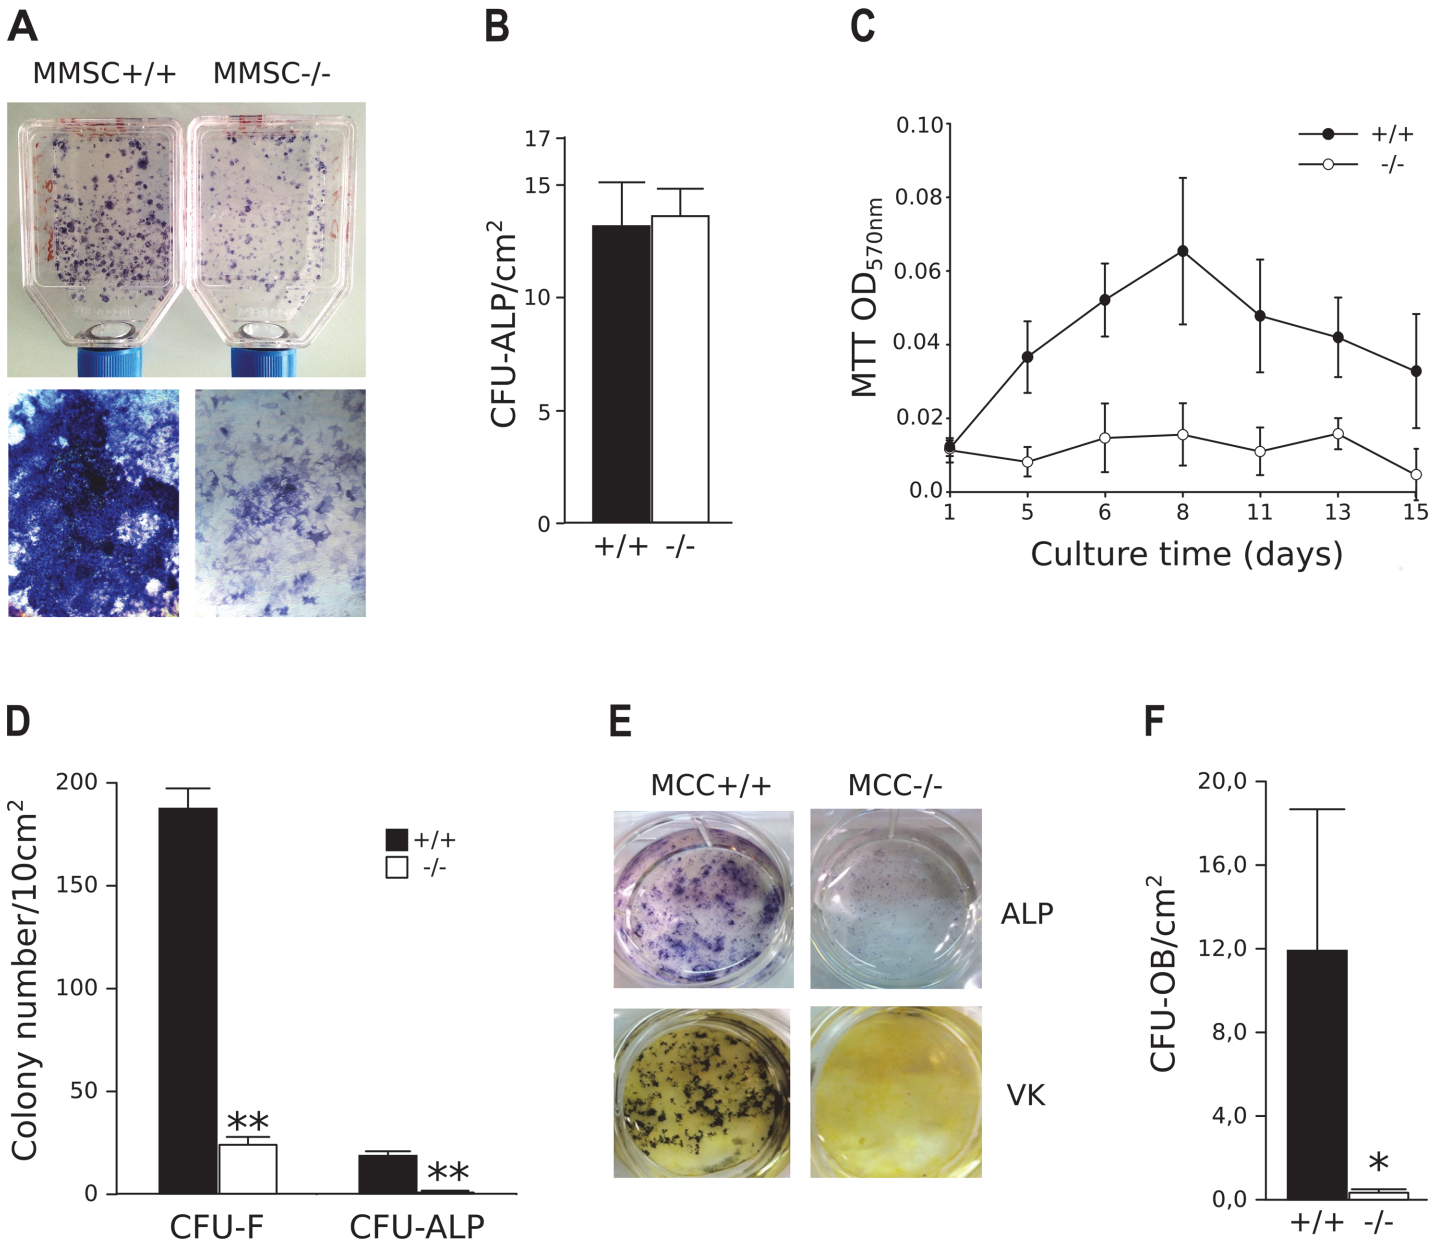 A
MMSC+/+ MMSC-/-
B
CFU-ALP/cm2
17
15
10
5
0
+/+ -/-
C
MTT OD570nm
0.10
0.08
0.06
0.04
0.02
0.0
1 5 6 8 11 13 15
Culture time (days)
+/+
-/-
D
Colony number/10cm2
200
150
100
50
0
+/+
-/-
**
**
CFU-F CFU-ALP
E
MCC+/+ MCC-/-
ALP
VK
F
CFU-OB/cm2
20,0
16,0
12,0
8,0
4,0
0,0
*
+/+ -/-